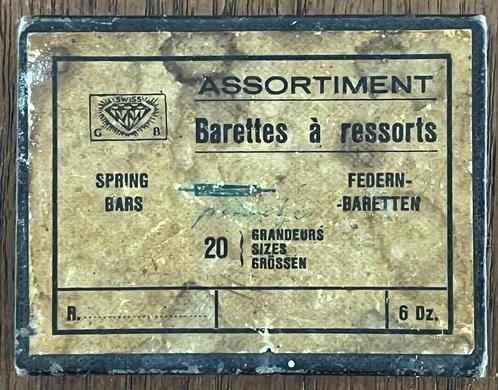 ASSORTIMENT
SWISS
G B
Barettes à ressorts
SPRING
BARS
FEDERN-
-BARETTEN
20
GRANDEURS
SIZES
GRÖSSEN
R.
6 Dz.